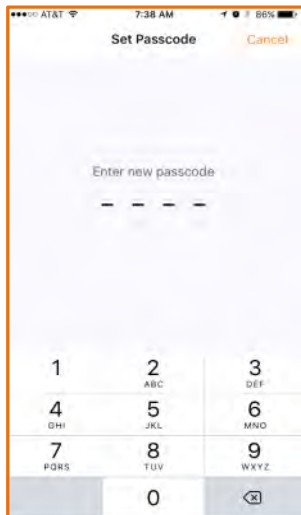 AT&T 7:38 AM 86%
Set Passcode Cancel
Enter new passcode
1 2 3
ABC DEF
4 5 6
GHI JKL MNO
7 8 9
PQRS TUV WXYZ
0